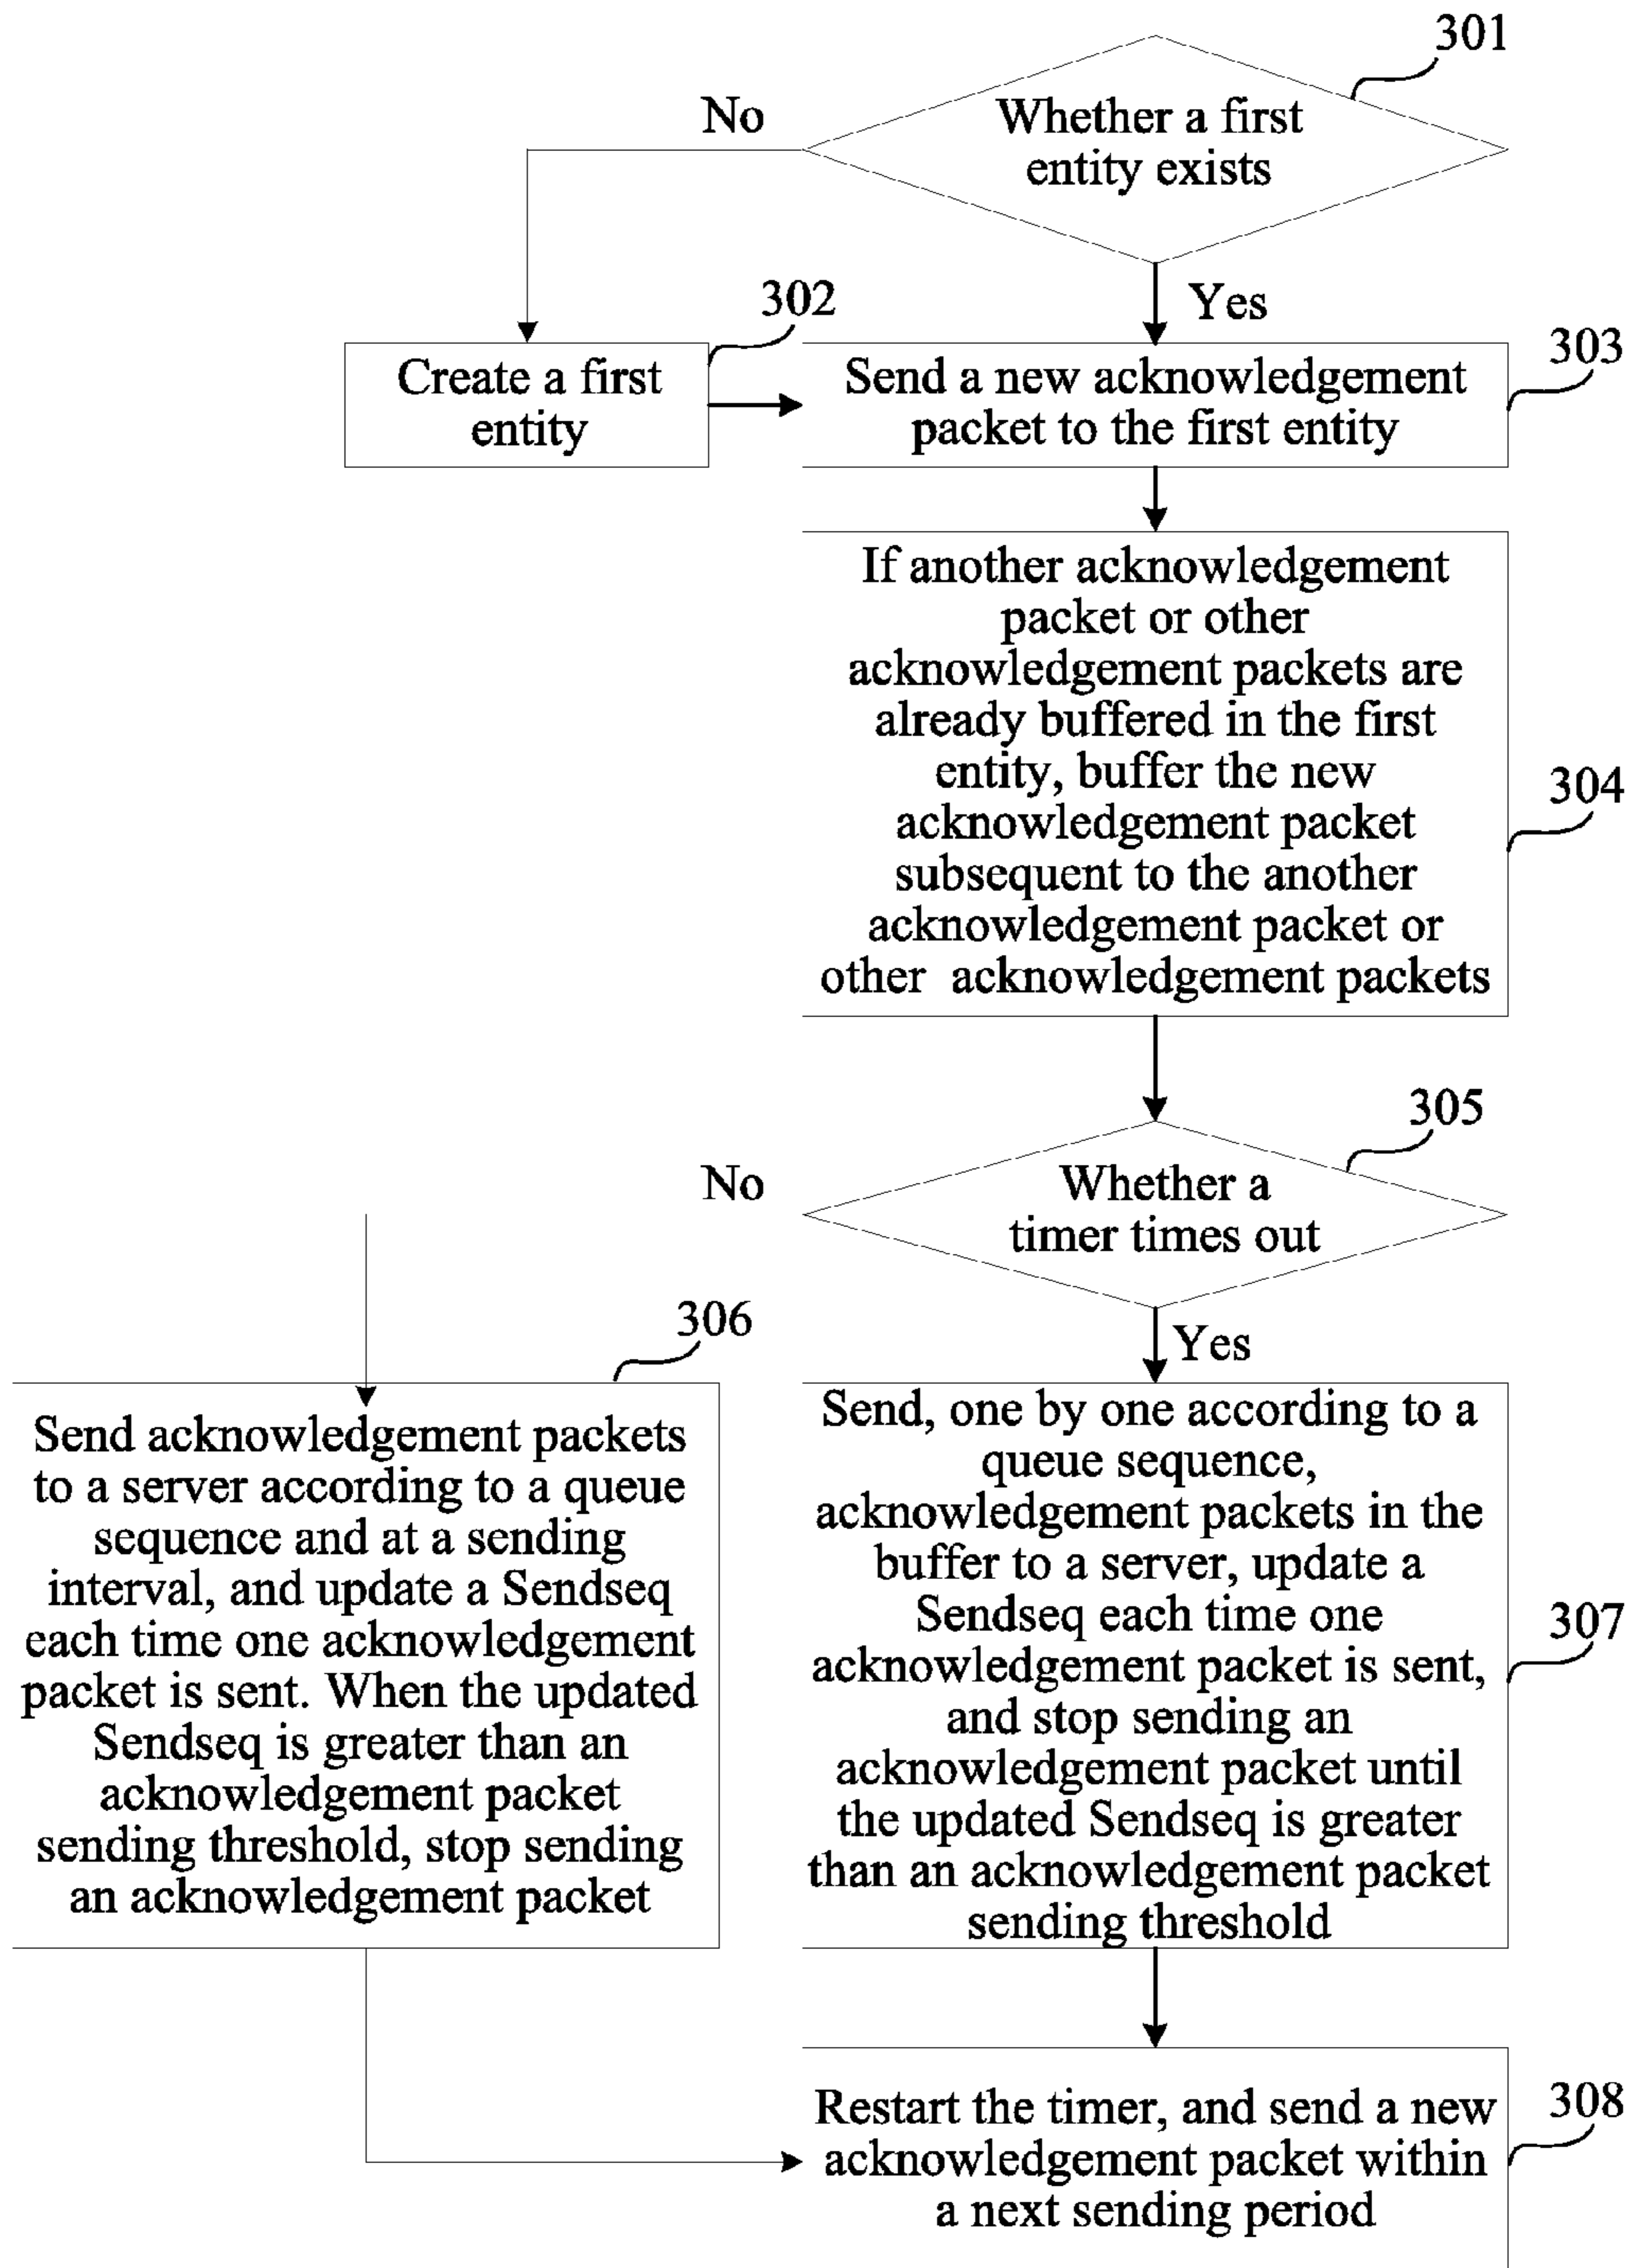 301
No
Whether a first
entity exists
Yes
302
Create a first
entity
303
Send a new acknowledgement
packet to the first entity
304
If another acknowledgement
packet or other
acknowledgement packets are
already buffered in the first
entity, buffer the new
acknowledgement packet
subsequent to the another
acknowledgement packet or
other acknowledgement packets
305
No
Whether a
timer times out
Yes
306
Send acknowledgement packets
to a server according to a queue
sequence and at a sending
interval, and update a Sendseq
each time one acknowledgement
packet is sent. When the updated
Sendseq is greater than an
acknowledgement packet
sending threshold, stop sending
an acknowledgement packet
307
Send, one by one according to a
queue sequence,
acknowledgement packets in the
buffer to a server, update a
Sendseq each time one
acknowledgement packet is sent,
and stop sending an
acknowledgement packet until
the updated Sendseq is greater
than an acknowledgement packet
sending threshold
308
Restart the timer, and send a new
acknowledgement packet within
a next sending period